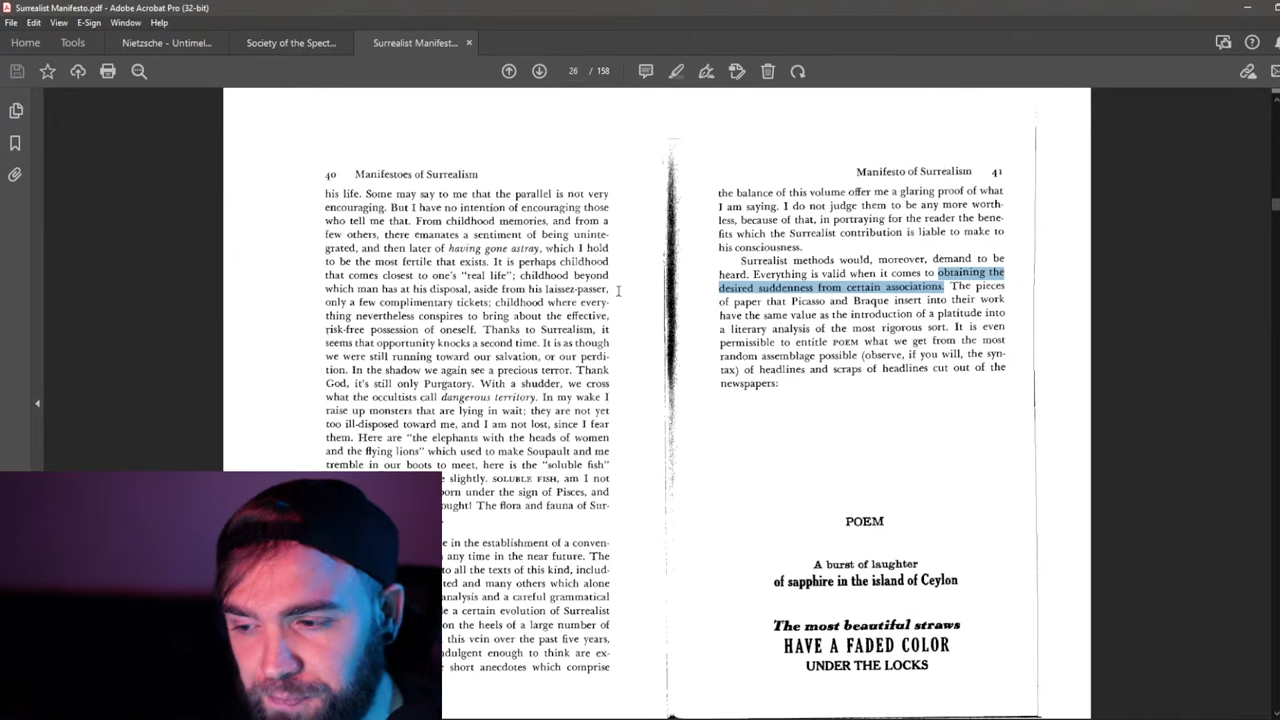 Surrealist Manifesto.pdf - Adobe Acrobat Pro (32-bit)
File Edit View E-Sign Window Help
Home Tools Nietzsche - Untimel... Society of the Spect... Surrealist Manifest... ×
26 / 158
40 Manifestoes of Surrealism
his life. Some may say to me that the parallel is not very
encouraging. But I have no intention of encouraging those
who tell me that. From childhood memories, and from a
few others, there emanates a sentiment of being uninte-
grated, and then later of having gone astray, which I hold
to be the most fertile that exists. It is perhaps childhood
that comes closest to one's "real life"; childhood beyond
which man has at his disposal, aside from his laissez-passer,
only a few complimentary tickets; childhood where every-
thing nevertheless conspires to bring about the effective,
risk-free possession of oneself. Thanks to Surrealism, it
seems that opportunity knocks a second time. It is as though
we were still running toward our salvation, or our perdi-
tion. In the shadow we again see a precious terror. Thank
God, it's still only Purgatory. With a shudder, we cross
what the occultists call dangerous territory. In my wake I
raise up monsters that are lying in wait; they are not yet
too ill-disposed toward me, and I am not lost, since I fear
them. Here are "the elephants with the heads of women
and the flying lions" which used to make Soupault and me
tremble in our boots to meet, here is the "soluble fish"
slightly. SOLUBLE FISH, am I not
orn under the sign of Pisces, and
ought! The flora and fauna of Sur-
in the establishment of a conven-
any time in the near future. The
to all the texts of this kind, includ-
ted and many others which alone
analysis and a careful grammatical
e a certain evolution of Surrealist
on the heels of a large number of
this vein over the past five years,
ndulgent enough to think are ex-
short anecdotes which comprise
Manifesto of Surrealism 41
the balance of this volume offer me a glaring proof of what
I am saying. I do not judge them to be any more worth-
less, because of that, in portraying for the reader the bene-
fits which the Surrealist contribution is liable to make to
his consciousness.
Surrealist methods would, moreover, demand to be
heard. Everything is valid when it comes to obtaining the
desired suddenness from certain associations. The pieces
of paper that Picasso and Braque insert into their work
have the same value as the introduction of a platitude into
a literary analysis of the most rigorous sort. It is even
permissible to entitle POEM what we get from the most
random assemblage possible (observe, if you will, the syn-
tax) of headlines and scraps of headlines cut out of the
newspapers:
POEM
A burst of laughter
of sapphire in the island of Ceylon
The most beautiful straws
HAVE A FADED COLOR
UNDER THE LOCKS